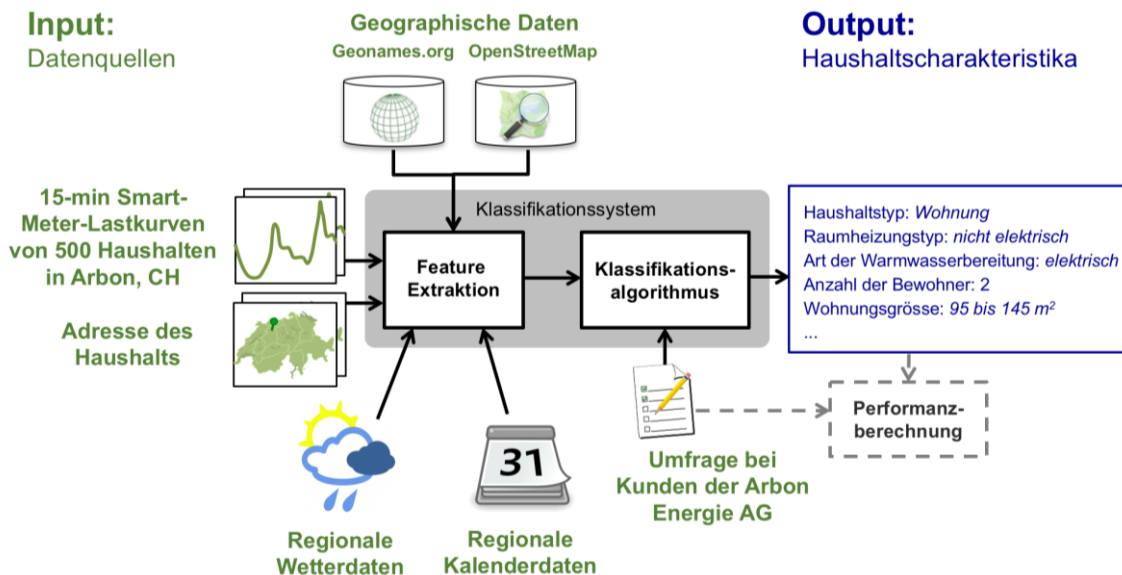 Input:
Datenquellen
Geographische Daten
Geonames.org OpenStreetMap
Output:
Haushaltscharakteristika
15-min Smart-
Meter-Lastkurven
von 500 Haushalten
in Arbon, CH
Adresse des
Haushalts
Klassifikationssystem
Feature
Extraktion
Klassifikations-
algorithmus
Haushaltstyp: Wohnung
Raumheizungstyp: nicht elektrisch
Art der Warmwasserbereitung: elektrisch
Anzahl der Bewohner: 2
Wohnungsgrösse: 95 bis 145 m²
...
Performanz-
berechnung
31
Regionale
Wetterdaten
Regionale
Kalenderdaten
Umfrage bei
Kunden der Arbon
Energie AG